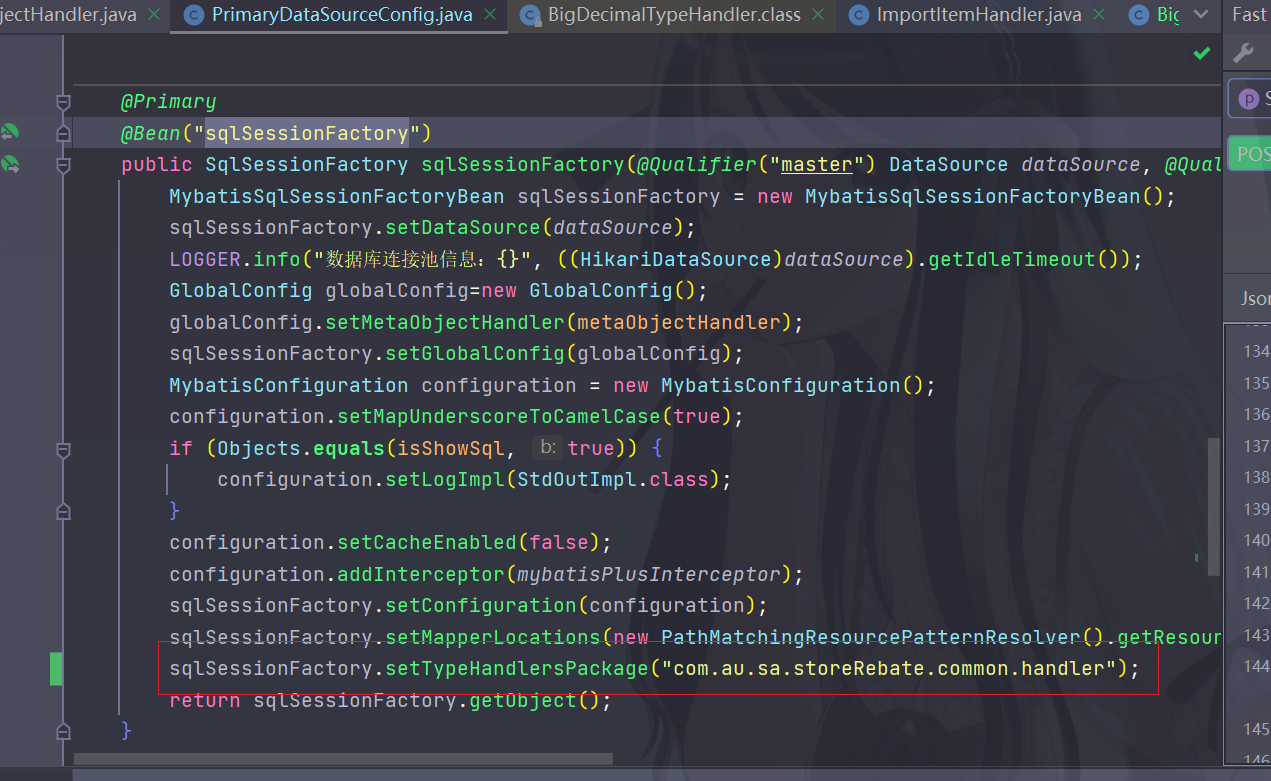 jectHandler.java × PrimaryDataSourceConfig.java × BigDecimalTypeHandler.class × ImportItemHandler.java × Big Fast
@Primary
@Bean("sqlSessionFactory")
public SqlSessionFactory sqlSessionFactory(@Qualifier("master") DataSource dataSource, @Qual
POS
MybatisSqlSessionFactoryBean sqlSessionFactory = new MybatisSqlSessionFactoryBean();
sqlSessionFactory.setDataSource(dataSource);
LOGGER.info("数据库连接池信息：{}", ((HikariDataSource)dataSource).getIdleTimeout());
GlobalConfig globalConfig=new GlobalConfig();
Json
globalConfig.setMetaObjectHandler(metaObjectHandler);
sqlSessionFactory.setGlobalConfig(globalConfig);
134
MybatisConfiguration configuration = new MybatisConfiguration();
135
configuration.setMapUnderscoreToCamelCase(true);
136
if (Objects.equals(isShowSql, b: true)) {
137
configuration.setLogImpl(StdOutImpl.class);
138
}
139
configuration.setCacheEnabled(false);
140
configuration.addInterceptor(mybatisPlusInterceptor);
141
sqlSessionFactory.setConfiguration(configuration);
142
sqlSessionFactory.setMapperLocations(new PathMatchingResourcePatternResolver().getResour
143
sqlSessionFactory.setTypeHandlersPackage("com.au.sa.storeRebate.common.handler");
144
return sqlSessionFactory.getObject();
}
145
146